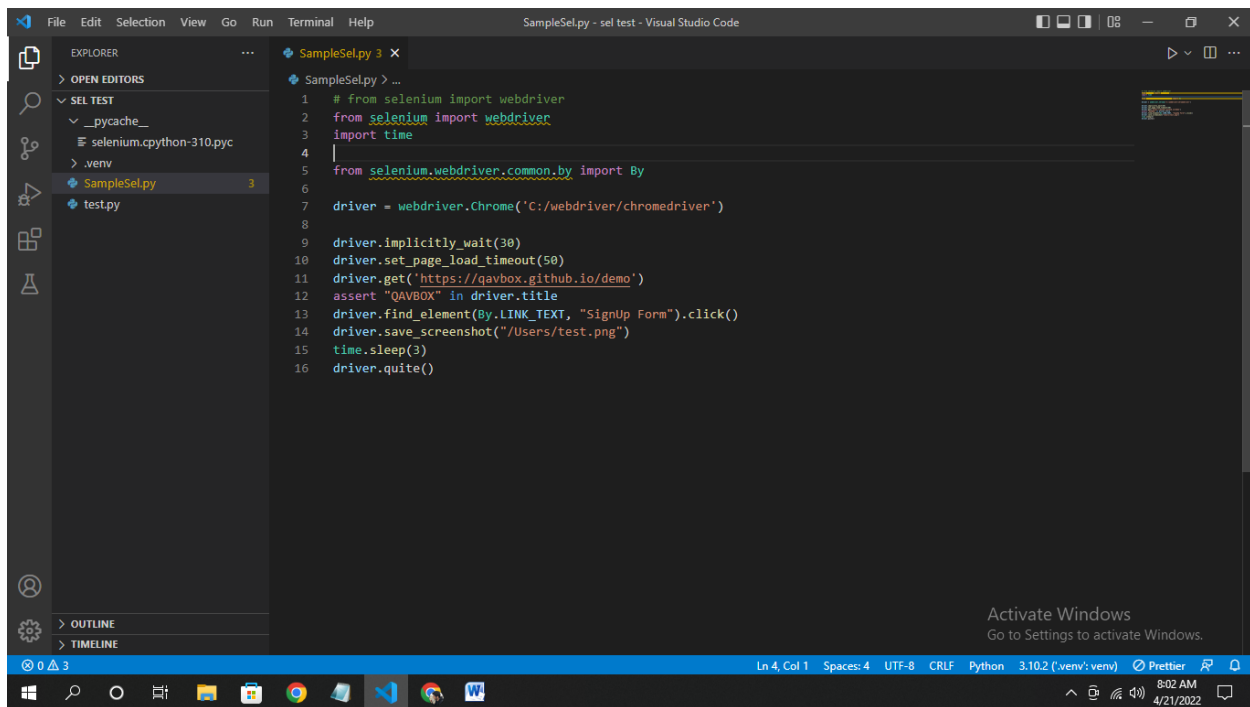 File Edit Selection View Go Run Terminal Help SampleSel.py - sel test - Visual Studio Code
EXPLORER
OPEN EDITORS
SEL TEST
__pycache__
selenium.cpython-310.pyc
.venv
SampleSel.py 3
test.py
OUTLINE
TIMELINE
SampleSel.py 3
SampleSel.py > ...
1 # from selenium import webdriver
2 from selenium import webdriver
3 import time
4
5 from selenium.webdriver.common.by import By
6
7 driver = webdriver.Chrome('C:/webdriver/chromedriver')
8
9 driver.implicitly_wait(30)
10 driver.set_page_load_timeout(50)
11 driver.get('https://qavbox.github.io/demo')
12 assert "QAVBOX" in driver.title
13 driver.find_element(By.LINK_TEXT, "SignUp Form").click()
14 driver.save_screenshot("/Users/test.png")
15 time.sleep(3)
16 driver.quite()
Activate Windows
Go to Settings to activate Windows.
0 3 Ln 4, Col 1 Spaces: 4 UTF-8 CRLF Python 3.10.2 ('.venv': venv) Prettier
8:02 AM
4/21/2022